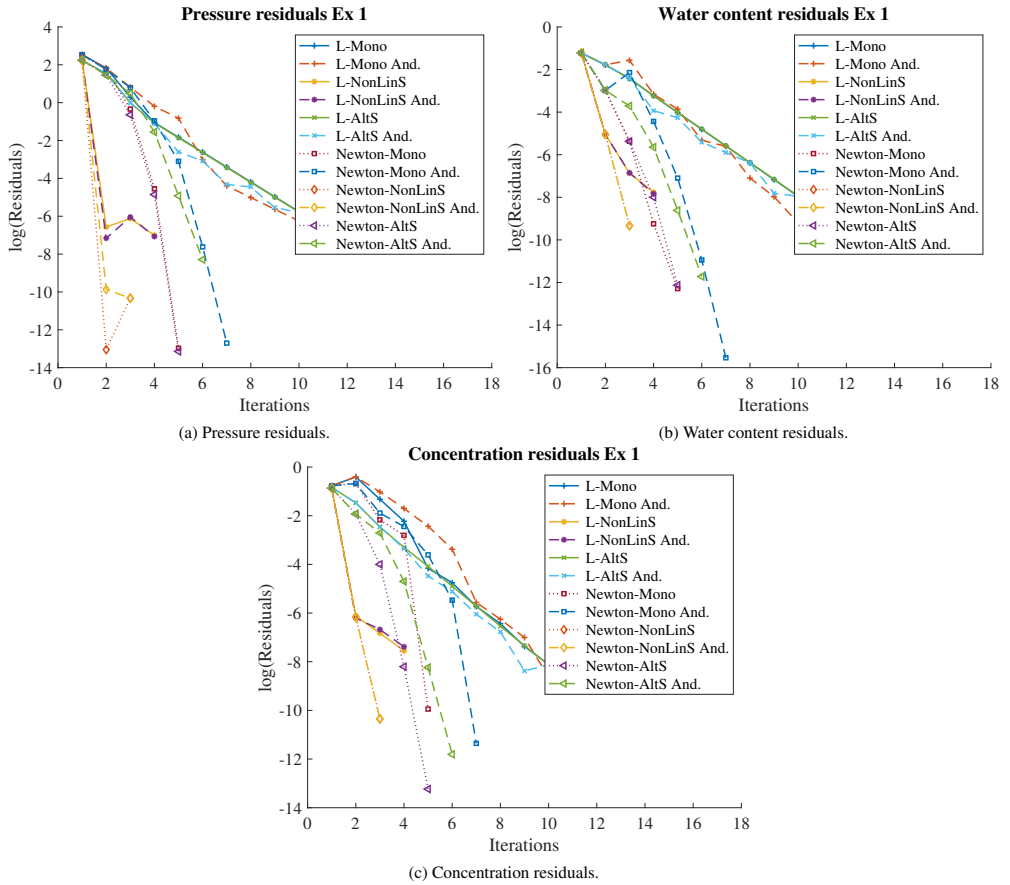 Pressure residuals Ex 1
4
2
0
-2
-4
-6
-8
-10
-12
-14
log(Residuals)
0 2 4 6 8 10 12 14 16 18
Iterations
L-Mono
L-Mono And.
L-NonLinS
L-NonLinS And.
L-AltS
L-AltS And.
Newton-Mono
Newton-Mono And.
Newton-NonLinS
Newton-NonLinS And.
Newton-AltS
Newton-AltS And.
(a) Pressure residuals.
Water content residuals Ex 1
0
-2
-4
-6
-8
-10
-12
-14
-16
log(Residuals)
0 2 4 6 8 10 12 14 16 18
Iterations
L-Mono
L-Mono And.
L-NonLinS
L-NonLinS And.
L-AltS
L-AltS And.
Newton-Mono
Newton-Mono And.
Newton-NonLinS
Newton-NonLinS And.
Newton-AltS
Newton-AltS And.
(b) Water content residuals.
Concentration residuals Ex 1
0
-2
-4
-6
-8
-10
-12
-14
log(Residuals)
0 2 4 6 8 10 12 14 16 18
Iterations
L-Mono
L-Mono And.
L-NonLinS
L-NonLinS And.
L-AltS
L-AltS And.
Newton-Mono
Newton-Mono And.
Newton-NonLinS
Newton-NonLinS And.
Newton-AltS
Newton-AltS And.
(c) Concentration residuals.